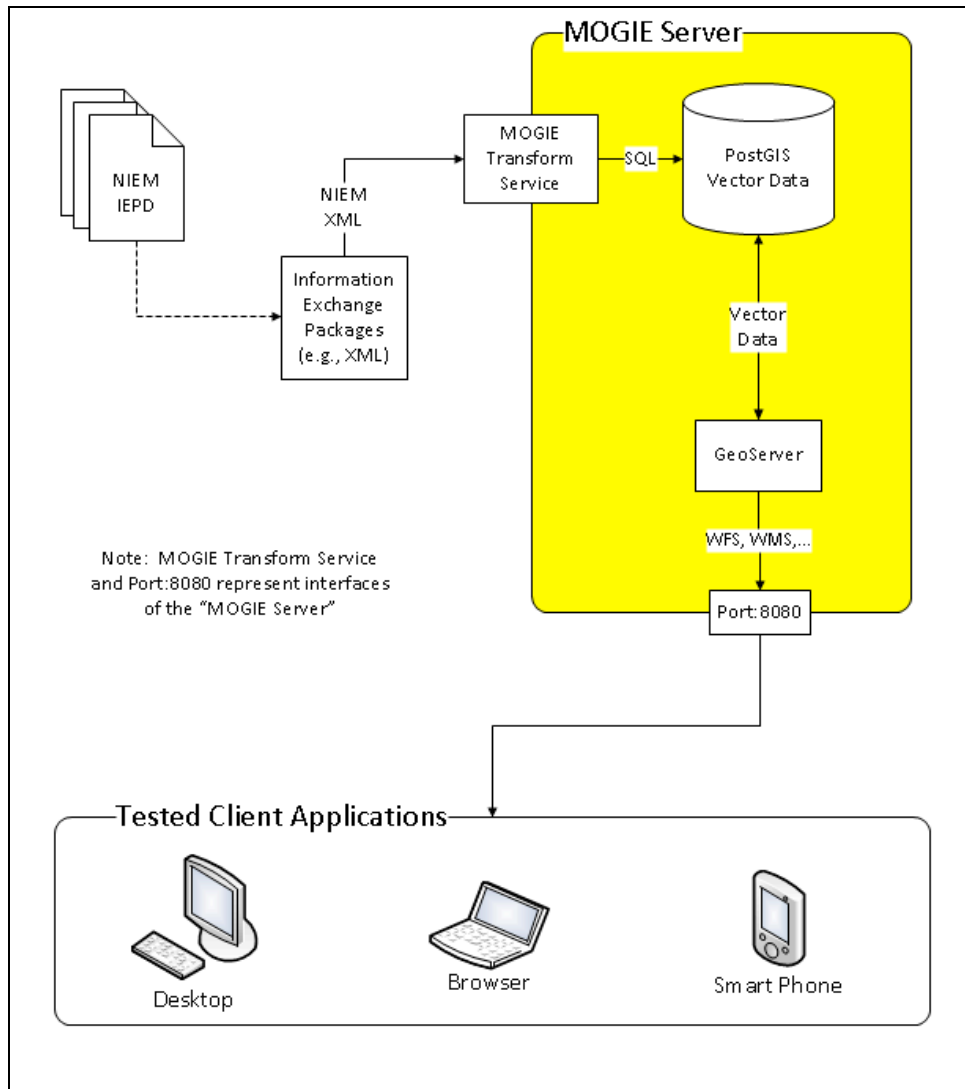 MOGIE Server
NIEM
IEPD
MOGIE
Transform
Service
SQL
PostGIS
Vector Data
NIEM
XML
Information
Exchange
Packages
(e.g., XML)
Vector
Data
GeoServer
WFS, WMS,...
Port:8080
Note: MOGIE Transform Service
and Port:8080 represent interfaces
of the “MOGIE Server”
Tested Client Applications
Desktop
Browser
Smart Phone